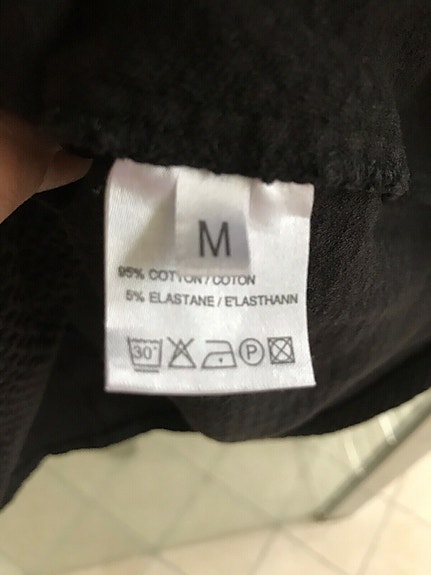 M
95% COTTON/COTON
5% ELASTANE/E'LASTHANN
30°
P